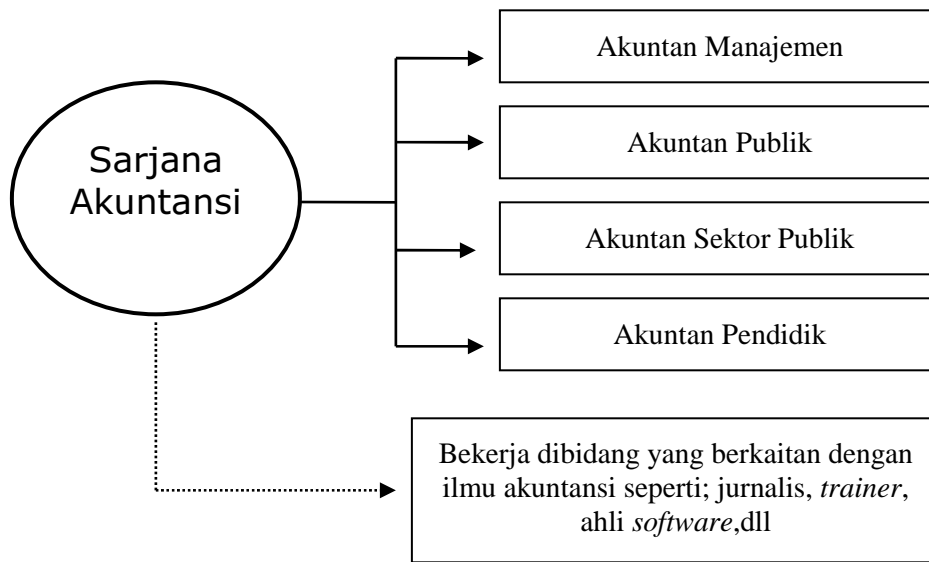 Sarjana
Akuntansi
Akuntan Manajemen
Akuntan Publik
Akuntan Sektor Publik
Akuntan Pendidik
Bekerja dibidang yang berkaitan dengan
ilmu akuntansi seperti; jurnalis, trainer,
ahli software,dll